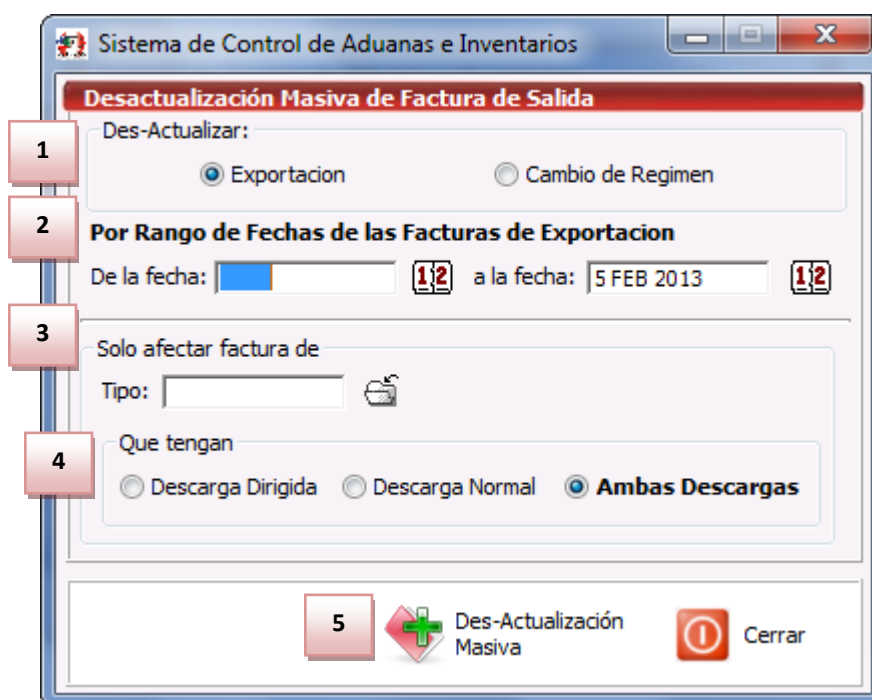 Sistema de Control de Aduanas e Inventarios
Desactualización Masiva de Factura de Salida
1
Des-Actualizar:
Exportacion Cambio de Regimen
2
Por Rango de Fechas de las Facturas de Exportacion
De la fecha: 12 a la fecha: 5 FEB 2013 12
3
Solo afectar factura de
Tipo:
Que tengan
4
Descarga Dirigida Descarga Normal Ambas Descargas
5
Des-Actualización
Masiva
Cerrar